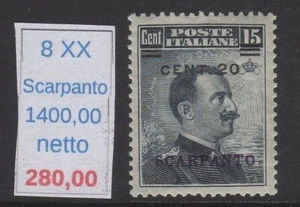 8 XX
Scarpanto
1400,00
netto
280,00
POSTE
Cent ITALIANE 15
CENT. 20
SCARPANTO